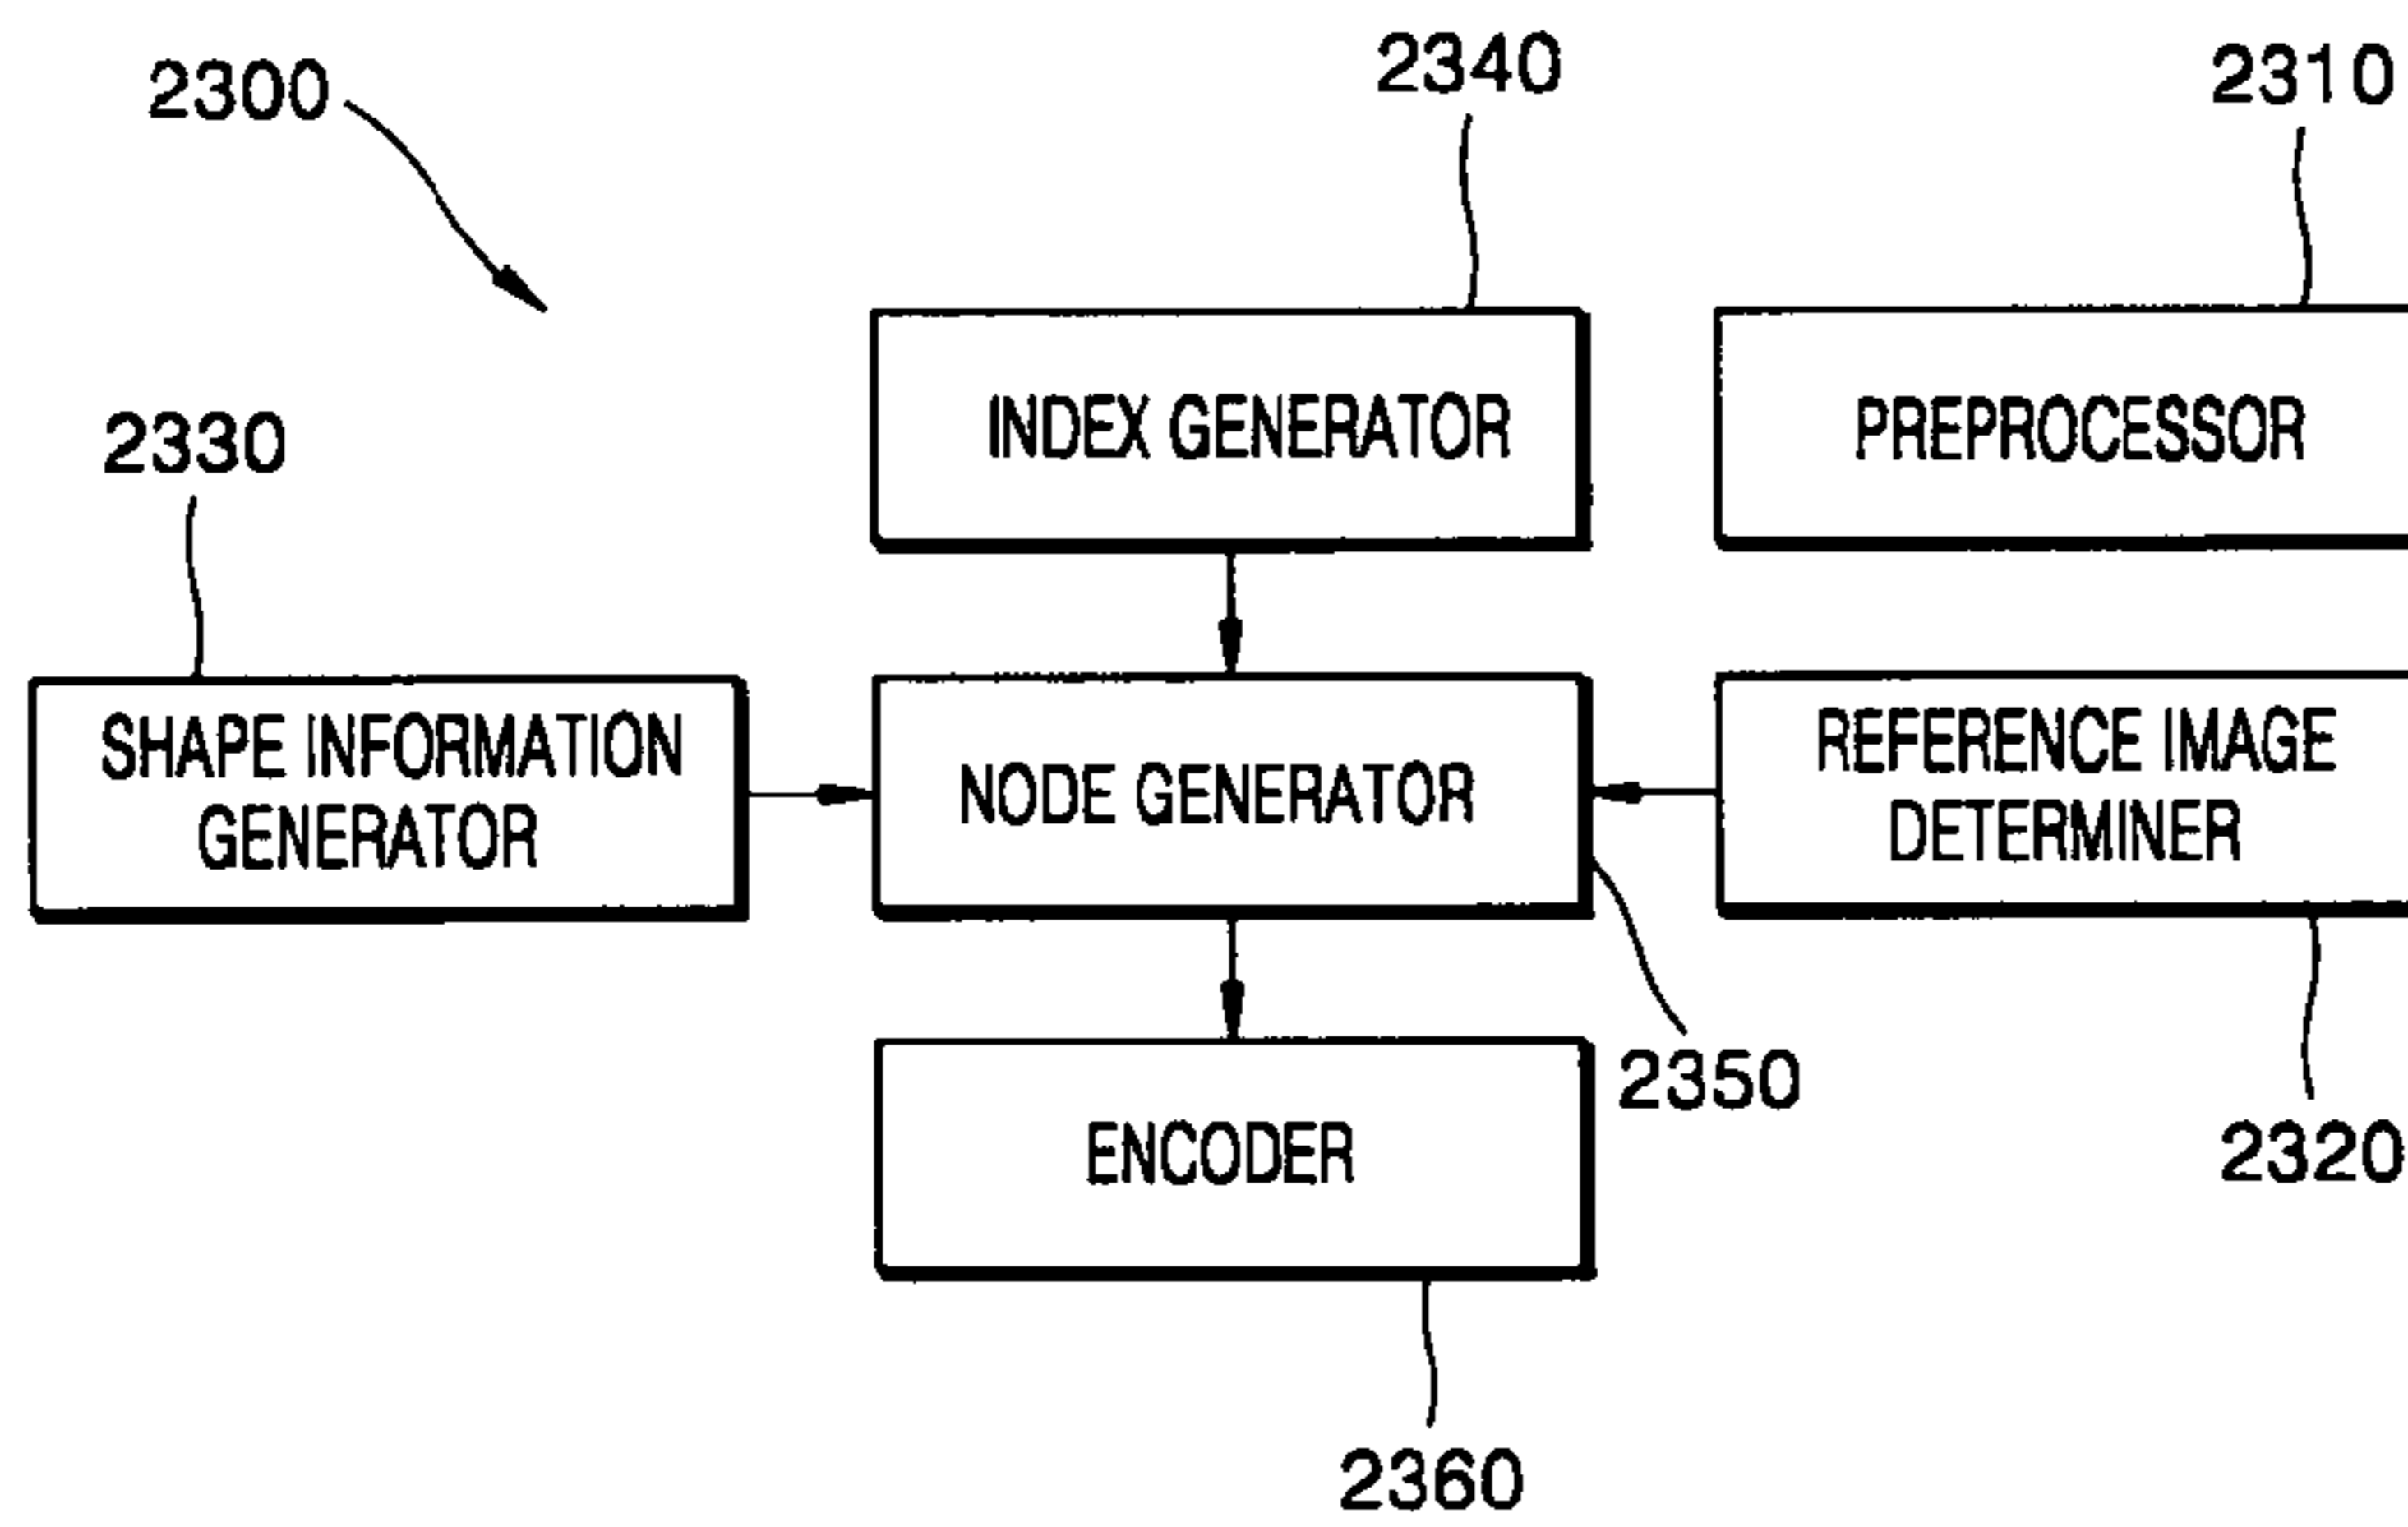 2300
2340
2310
INDEX GENERATOR
PREPROCESSOR
2330
SHAPE INFORMATION
GENERATOR
NODE GENERATOR
REFERENCE IMAGE
DETERMINER
2350
ENCODER
2320
2360